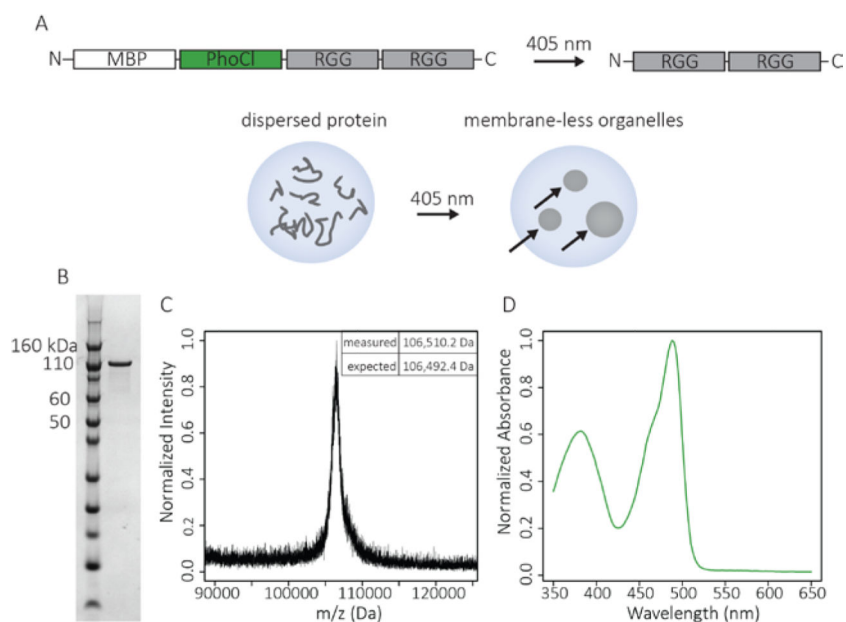 A
N MBP PhoCl RGG RGG C 405 nm N RGG RGG C
dispersed protein membrane-less organelles
405 nm
B
160 kDa
110
60
50
C
measured 106,510.2 Da
expected 106,492.4 Da
Normalized Intensity
0.0 0.2 0.4 0.6 0.8 1.0
90000 100000 110000 120000
m/z (Da)
D
Normalized Absorbance
0.0 0.2 0.4 0.6 0.8 1.0
350 400 450 500 550 600 650
Wavelength (nm)